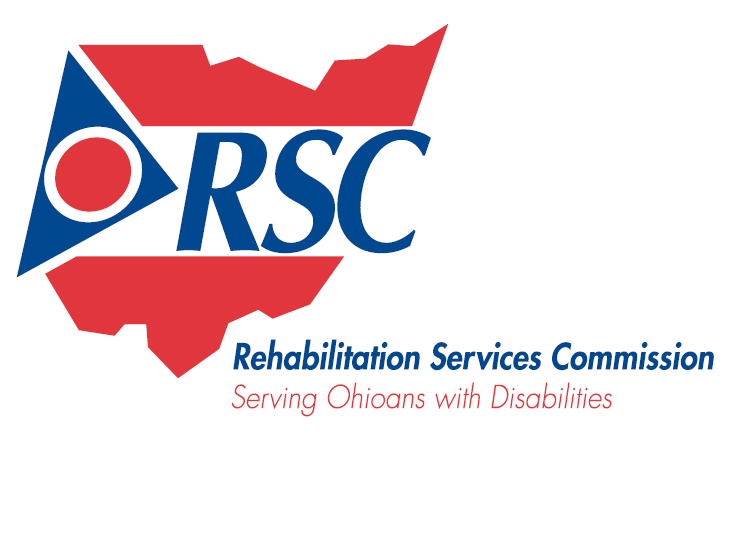 RSC
Rehabilitation Services Commission
Serving Ohioans with Disabilities